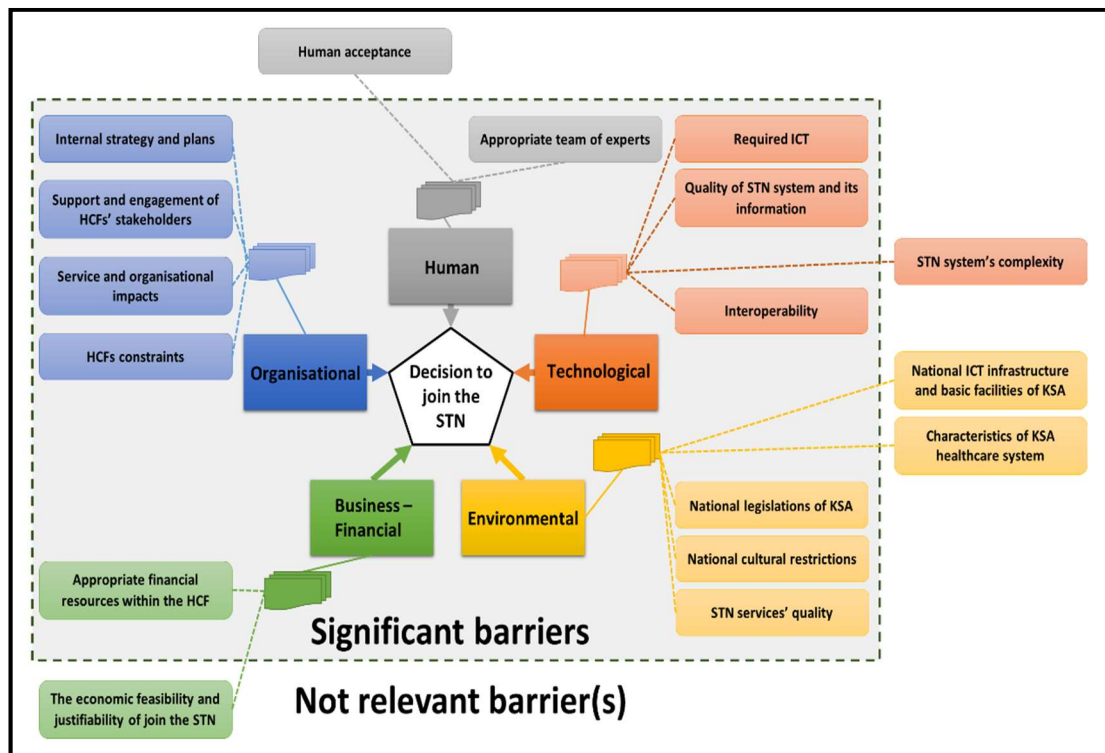 Human acceptance
Internal strategy and plans
Appropriate team of experts
Required ICT
Support and engagement of
HCFs’ stakeholders
Quality of STN system and its
information
Human
STN system’s complexity
Service and organisational
impacts
Interoperability
HCFs constraints
Organisational
Decision to
join the
STN
Technological
National ICT infrastructure
and basic facilities of KSA
Characteristics of KSA
healthcare system
Business –
Financial
Environmental
National legislations of KSA
National cultural restrictions
Appropriate financial
resources within the HCF
STN services’ quality
Significant barriers
The economic feasibility and
justifiability of join the STN
Not relevant barrier(s)